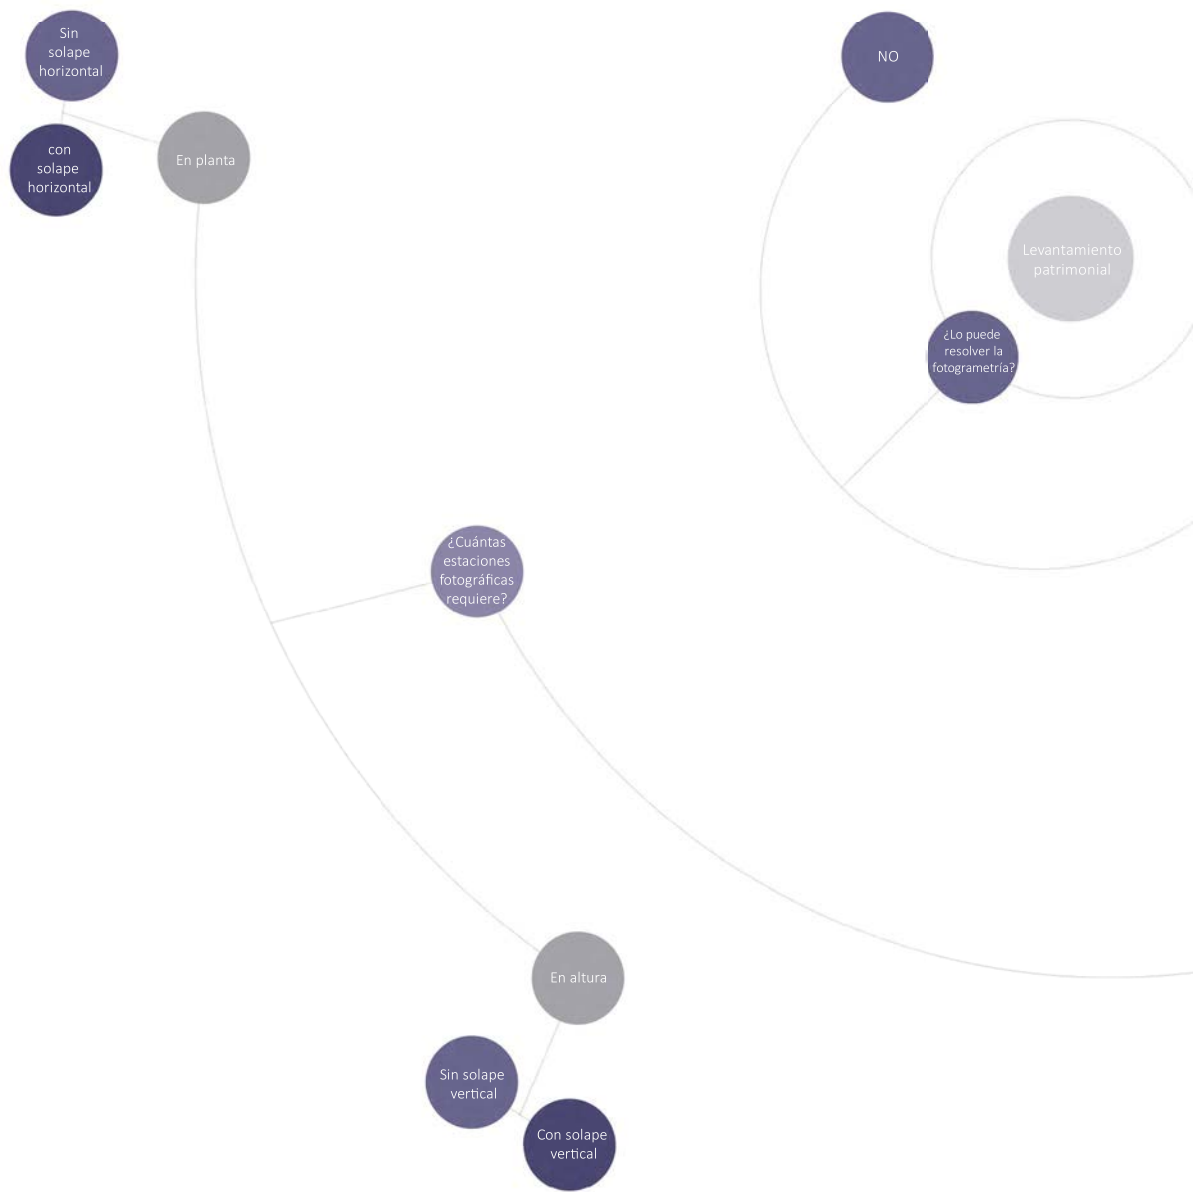 Sin
solape
horizontal
NO
con
solape
horizontal
En planta
Levantamiento
patrimonial
¿Lo puede
resolver la
fotogrametría?
¿Cuántas
estaciones
fotográficas
requiere?
En altura
Sin solape
vertical
Con solape
vertical